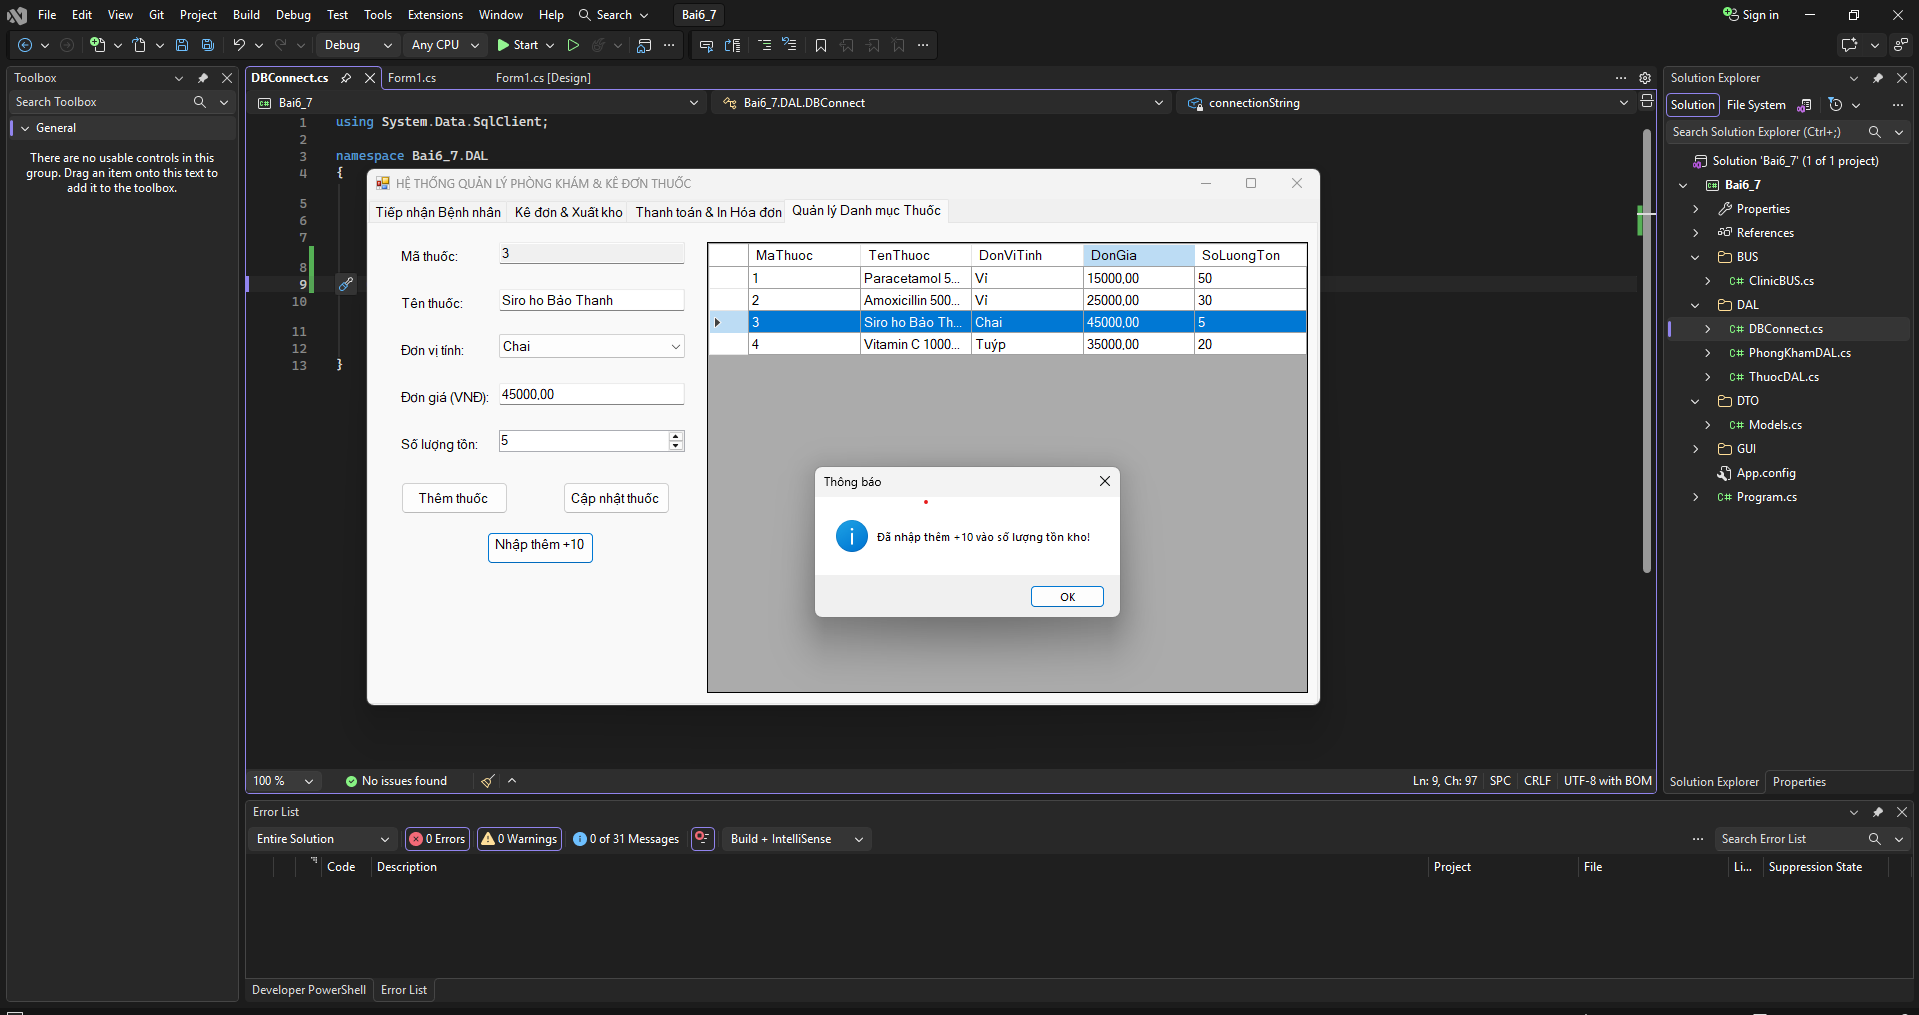 File Edit View Git Project Build Debug Test Tools Extensions Window Help Search Bai6_7 Sign in
Debug Any CPU Start
Toolbox
Search Toolbox
General
There are no usable controls in this
group. Drag an item onto this text to
add it to the toolbox.
DBConnect.cs Form1.cs Form1.cs [Design]
Bai6_7 Bai6_7.DAL.DBConnect connectionString
1 using System.Data.SqlClient;
2
3 namespace Bai6_7.DAL
4 {
5
6
7
8
9
10
11
12
13 }
HỆ THỐNG QUẢN LÝ PHÒNG KHÁM & KÊ ĐƠN THUỐC
Tiếp nhận Bệnh nhân Kê đơn & Xuất kho Thanh toán & In Hóa đơn Quản lý Danh mục Thuốc
Mã thuốc: 3
Tên thuốc: Siro ho Bảo Thanh
Đơn vị tính: Chai
Đơn giá (VNĐ): 45000,00
Số lượng tồn: 5
Thêm thuốc Cập nhật thuốc
Nhập thêm +10
MaThuoc TenThuoc DonViTinh DonGia SoLuongTon
1 Paracetamol 5... Vỉ 15000,00 50
2 Amoxicillin 500... Vỉ 25000,00 30
3 Siro ho Bảo Th... Chai 45000,00 5
4 Vitamin C 1000... Tuýp 35000,00 20
Thông báo
Đã nhập thêm +10 vào số lượng tồn kho!
OK
100 % No issues found Ln: 9, Ch: 97 SPC CRLF UTF-8 with BOM
Solution Explorer
Solution File System
Search Solution Explorer (Ctrl+;)
Solution 'Bai6_7' (1 of 1 project)
C# Bai6_7
Properties
References
BUS
C# ClinicBUS.cs
DAL
C# DBConnect.cs
C# PhongKhamDAL.cs
C# ThuocDAL.cs
DTO
C# Models.cs
GUI
App.config
C# Program.cs
Solution Explorer Properties
Error List
Entire Solution 0 Errors 0 Warnings 0 of 31 Messages Build + IntelliSense Search Error List
Code Description Project File Li... Suppression State
Developer PowerShell Error List